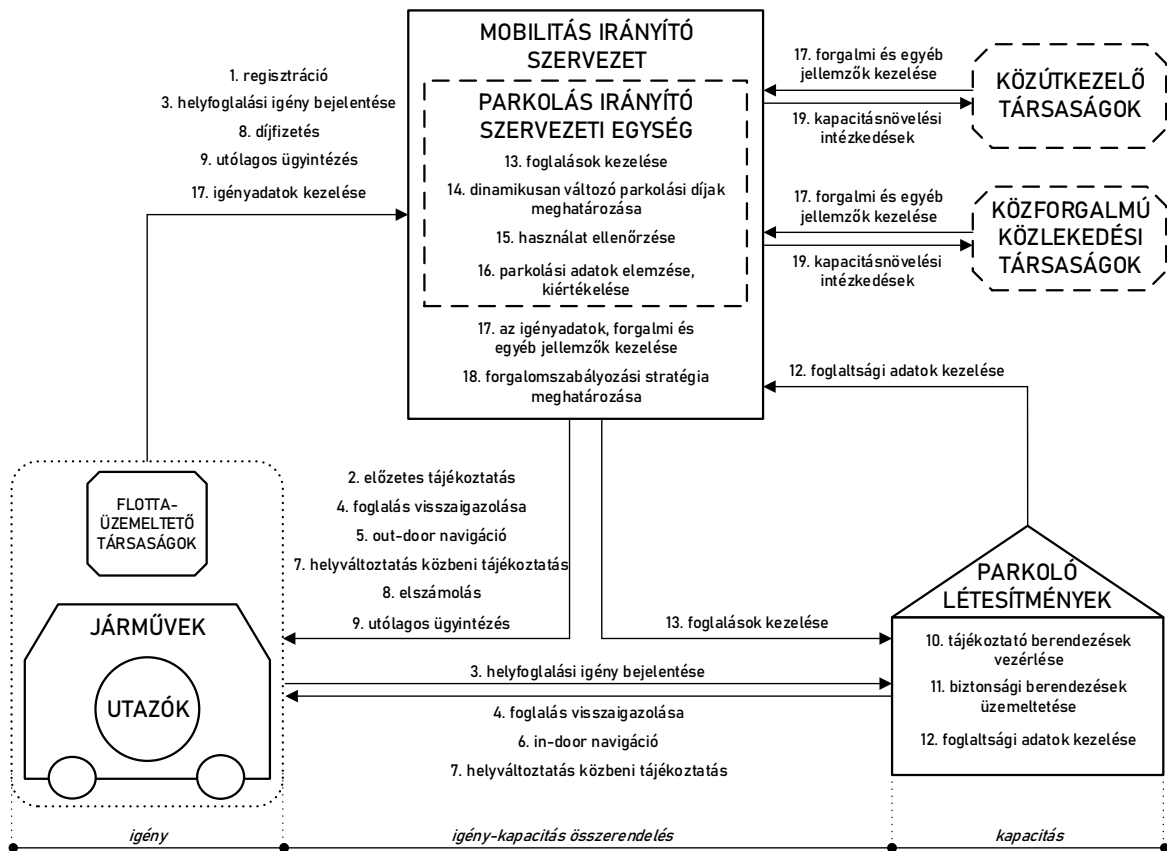 MOBILITÁS IRÁNYÍTÓ
SZERVEZET
PARKOLÁS IRÁNYÍTÓ
SZERVEZETI EGYSÉG
13. foglalások kezelése
14. dinamikusan változó parkolási díjak
meghatározása
15. használat ellenőrzése
16. parkolási adatok elemzése,
kiértékelése
17. az igényadatok, forgalmi és
egyéb jellemzők kezelése
18. forgalomszabályozási stratégia
meghatározása
1. regisztráció
3. helyfoglalási igény bejelentése
8. díjfizetés
9. utólagos ügyintézés
17. igényadatok kezelése
17. forgalmi és egyéb
jellemzők kezelése
19. kapacitásnövelési
intézkedések
KÖZÚTKEZELŐ
TÁRSASÁGOK
17. forgalmi és egyéb
jellemzők kezelése
19. kapacitásnövelési
intézkedések
KÖZFORGALMÚ
KÖZLEKEDÉSI
TÁRSASÁGOK
12. foglaltsági adatok kezelése
FLOTTA-
ÜZEMELTETŐ
TÁRSASÁGOK
JÁRMŰVEK
UTAZÓK
2. előzetes tájékoztatás
4. foglalás visszaigazolása
5. out-door navigáció
7. helyváltoztatás közbeni tájékoztatás
8. elszámolás
9. utólagos ügyintézés
13. foglalások kezelése
3. helyfoglalási igény bejelentése
4. foglalás visszaigazolása
6. in-door navigáció
7. helyváltoztatás közbeni tájékoztatás
PARKOLÓ
LÉTESÍTMÉNYEK
10. tájékoztató berendezések
vezérlése
11. biztonsági berendezések
üzemeltetése
12. foglaltsági adatok kezelése
igény
igény-kapacitás összerendelés
kapacitás